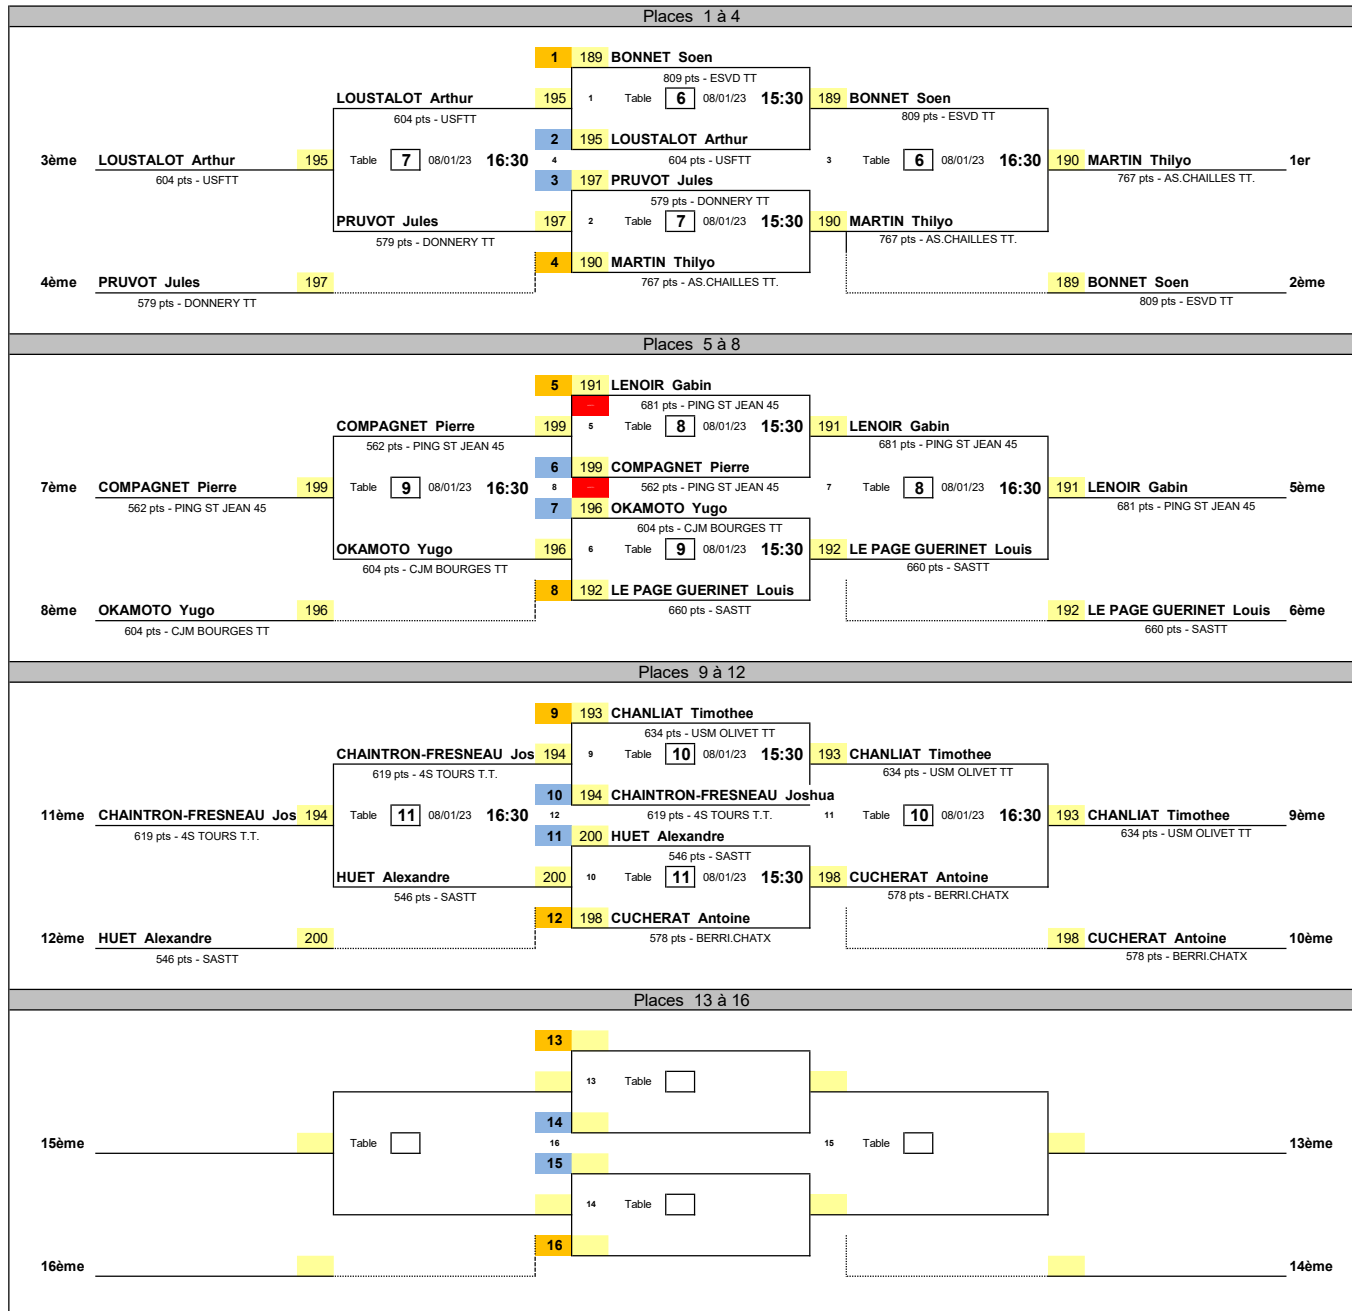 Places 1 à 4
1 189 BONNET Soen
809 pts - ESVD TT
LOUSTALOT Arthur 195 1 Table 6 08/01/23 15:30 189 BONNET Soen
604 pts - USFTT 809 pts - ESVD TT
2 195 LOUSTALOT Arthur
3ème LOUSTALOT Arthur 195 Table 7 08/01/23 16:30 4 604 pts - USFTT 3 Table 6 08/01/23 16:30 190 MARTIN Thilyo 1er
604 pts - USFTT 3 197 PRUVOT Jules 767 pts - AS.CHAILLES TT.
579 pts - DONNERY TT
PRUVOT Jules 197 2 Table 7 08/01/23 15:30 190 MARTIN Thilyo
579 pts - DONNERY TT 767 pts - AS.CHAILLES TT.
4 190 MARTIN Thilyo
4ème PRUVOT Jules 197 767 pts - AS.CHAILLES TT. 189 BONNET Soen 2ème
579 pts - DONNERY TT 809 pts - ESVD TT
Places 5 à 8
5 191 LENOIR Gabin
681 pts - PING ST JEAN 45
COMPAGNET Pierre 199 5 Table 8 08/01/23 15:30 191 LENOIR Gabin
562 pts - PING ST JEAN 45 681 pts - PING ST JEAN 45
6 199 COMPAGNET Pierre
7ème COMPAGNET Pierre 199 Table 9 08/01/23 16:30 8 562 pts - PING ST JEAN 45 7 Table 8 08/01/23 16:30 191 LENOIR Gabin 5ème
562 pts - PING ST JEAN 45 7 196 OKAMOTO Yugo 681 pts - PING ST JEAN 45
604 pts - CJM BOURGES TT
OKAMOTO Yugo 196 6 Table 9 08/01/23 15:30 192 LE PAGE GUERINET Louis
604 pts - CJM BOURGES TT 660 pts - SASTT
8 192 LE PAGE GUERINET Louis
8ème OKAMOTO Yugo 196 660 pts - SASTT 192 LE PAGE GUERINET Louis 6ème
604 pts - CJM BOURGES TT 660 pts - SASTT
Places 9 à 12
9 193 CHANLIAT Timothee
634 pts - USM OLIVET TT
CHAINTRON-FRESNEAU Jos 194 9 Table 10 08/01/23 15:30 193 CHANLIAT Timothee
619 pts - 4S TOURS T.T. 634 pts - USM OLIVET TT
10 194 CHAINTRON-FRESNEAU Joshua
11ème CHAINTRON-FRESNEAU Jos 194 Table 11 08/01/23 16:30 12 619 pts - 4S TOURS T.T. 11 Table 10 08/01/23 16:30 193 CHANLIAT Timothee 9ème
619 pts - 4S TOURS T.T. 11 200 HUET Alexandre 634 pts - USM OLIVET TT
546 pts - SASTT
HUET Alexandre 200 10 Table 11 08/01/23 15:30 198 CUCHERAT Antoine
546 pts - SASTT 578 pts - BERRI.CHATX
12 198 CUCHERAT Antoine
12ème HUET Alexandre 200 578 pts - BERRI.CHATX 198 CUCHERAT Antoine 10ème
546 pts - SASTT 578 pts - BERRI.CHATX
Places 13 à 16
13
13 Table
14
15ème Table 16 15 Table 13ème
15
14 Table
16
16ème 14ème